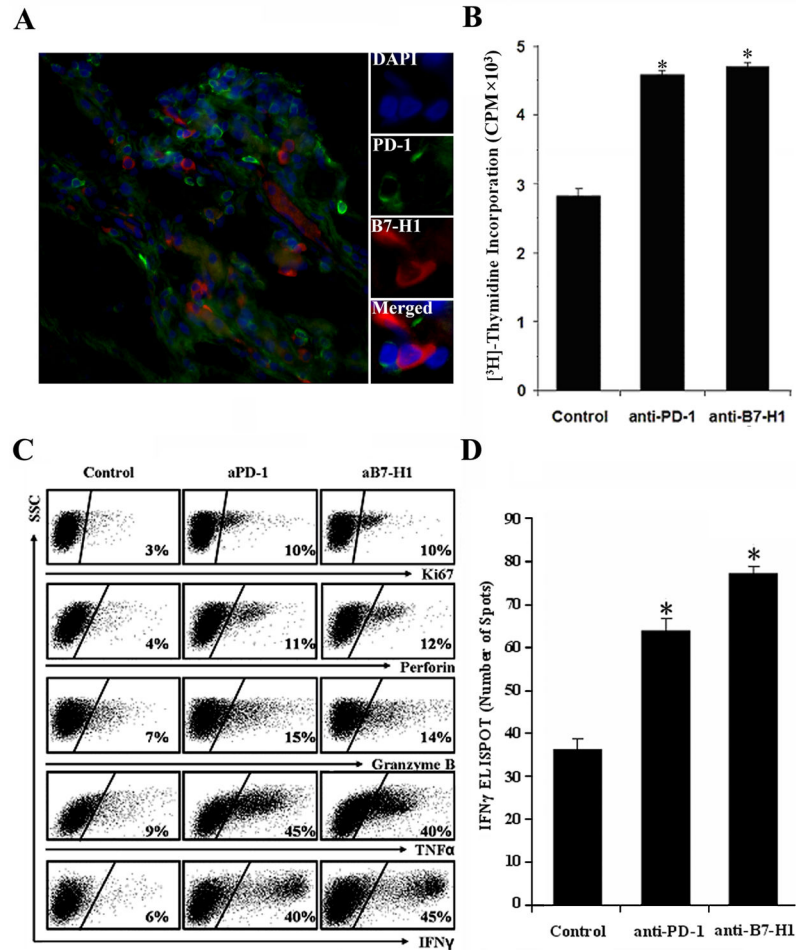 A
DAPI
PD-1
B7-H1
Merged
B
[³H]-Thymidine Incorporation (CPM×10³)
5
4
3
2
1
0
*
*
Control
anti-PD-1
anti-B7-H1
C
Control
aPD-1
aB7-H1
SSC
3%
10%
10%
Ki67
4%
11%
12%
Perforin
7%
15%
14%
Granzyme B
9%
45%
40%
TNFα
6%
40%
45%
IFNγ
D
IFNγ ELISPOT (Number of Spots)
90
80
70
60
50
40
30
20
10
0
*
*
Control
anti-PD-1
anti-B7-H1